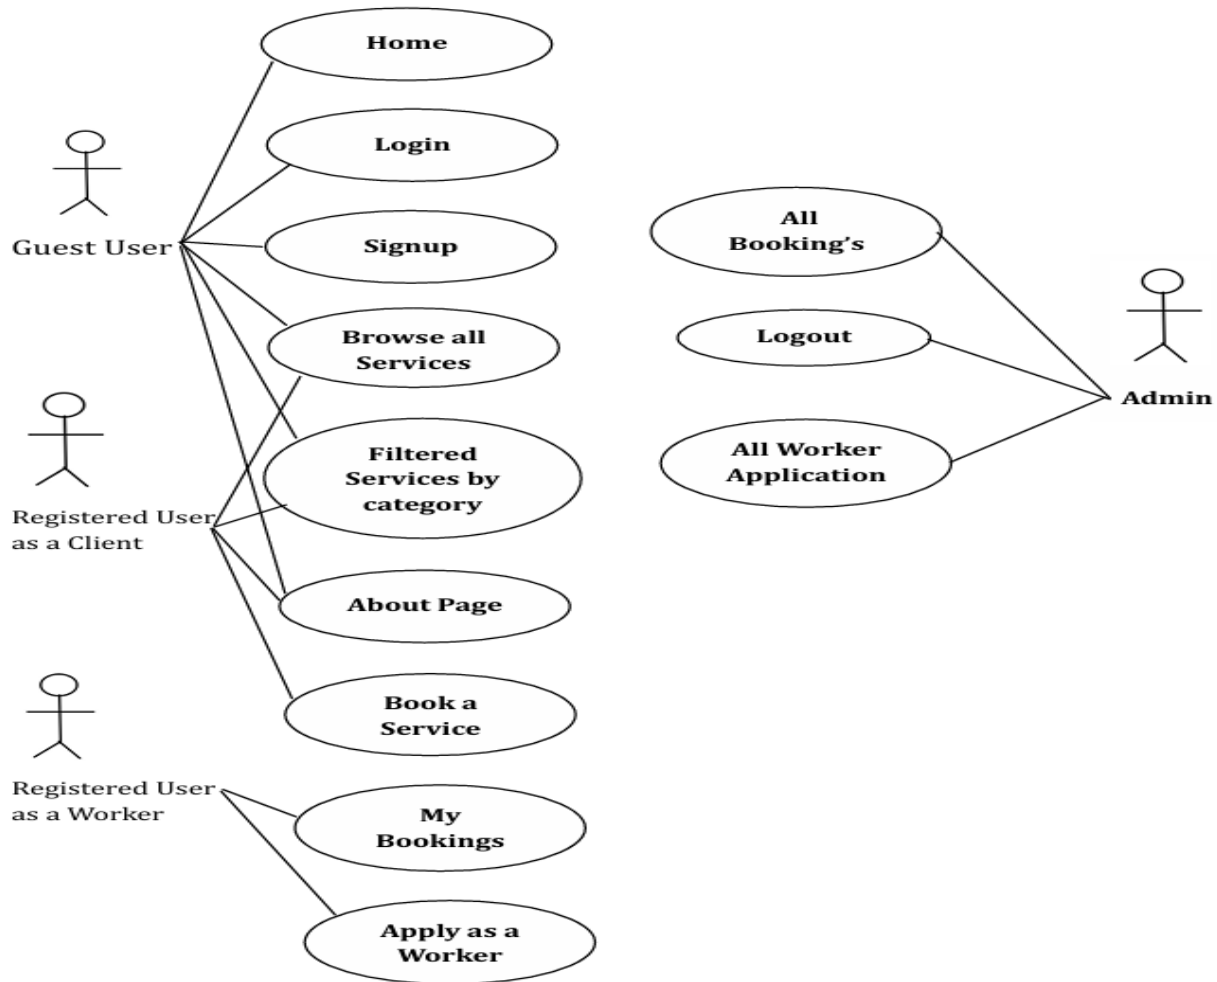 Home
Login
Guest User
Signup
Browse all
Services
Filtered
Services by
category
Registered User
as a Client
About Page
Book a
Service
Registered User
as a Worker
My
Bookings
Apply as a
Worker
All
Booking’s
Logout
Admin
All Worker
Application